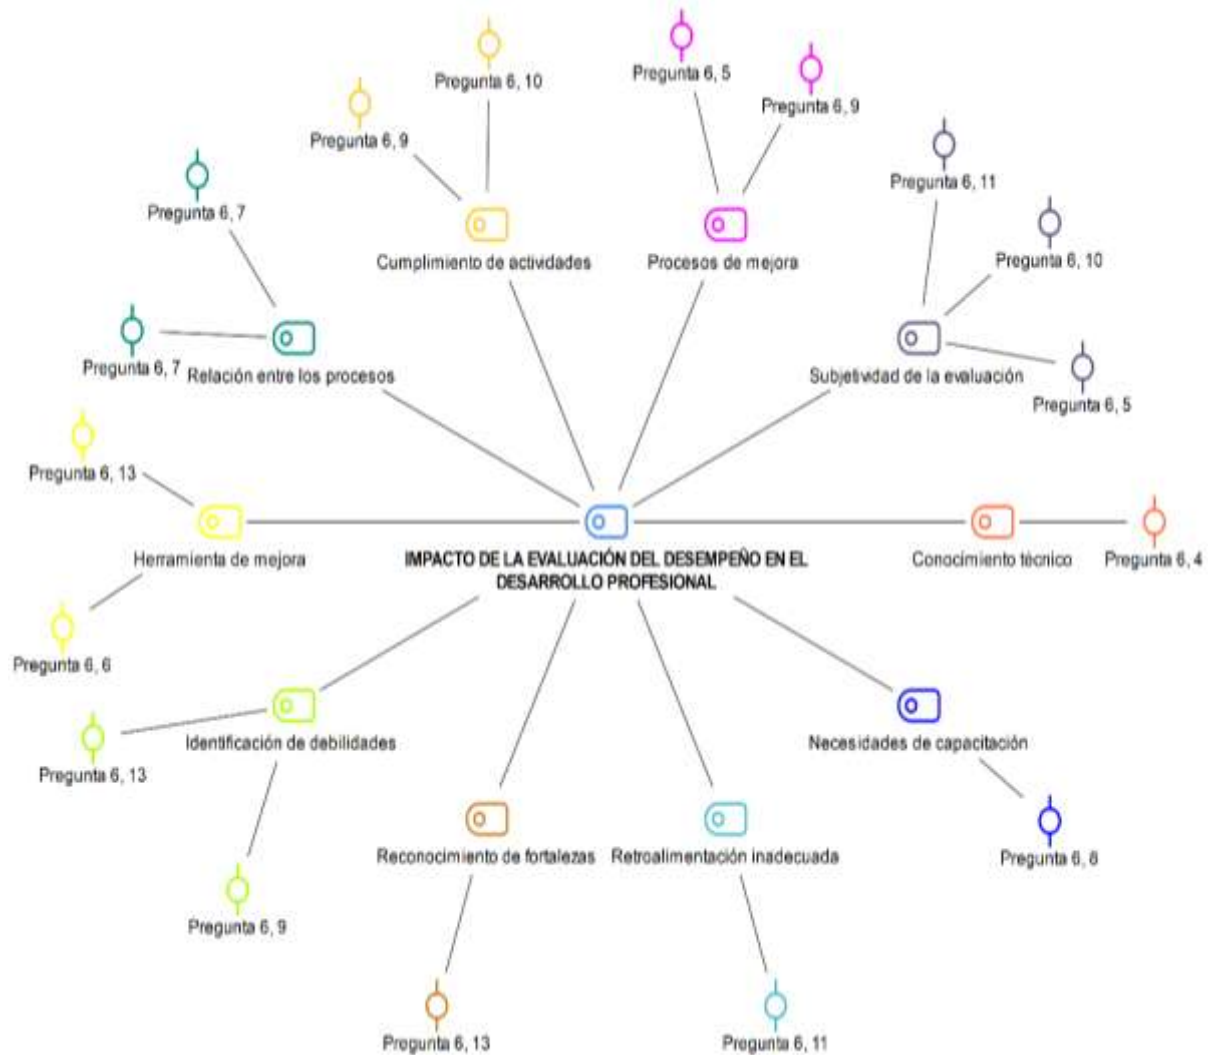 Pregunta 6, 5
Pregunta 6, 10
Pregunta 6, 9
Pregunta 6, 9
Pregunta 6, 11
Pregunta 6, 7
Pregunta 6, 10
Cumplimiento de actividades
Procesos de mejora
Pregunta 6, 7
Relación entre los procesos
Subjetividad de la evaluación
Pregunta 6, 5
Pregunta 6, 13
Herramienta de mejora
IMPACTO DE LA EVALUACIÓN DEL DESEMPEÑO EN EL
DESARROLLO PROFESIONAL
Conocimiento técnico
Pregunta 6, 4
Pregunta 6, 6
Identificación de debilidades
Necesidades de capacitación
Pregunta 6, 13
Reconocimiento de fortalezas
Retroalimentación inadecuada
Pregunta 6, 8
Pregunta 6, 9
Pregunta 6, 13
Pregunta 6, 11